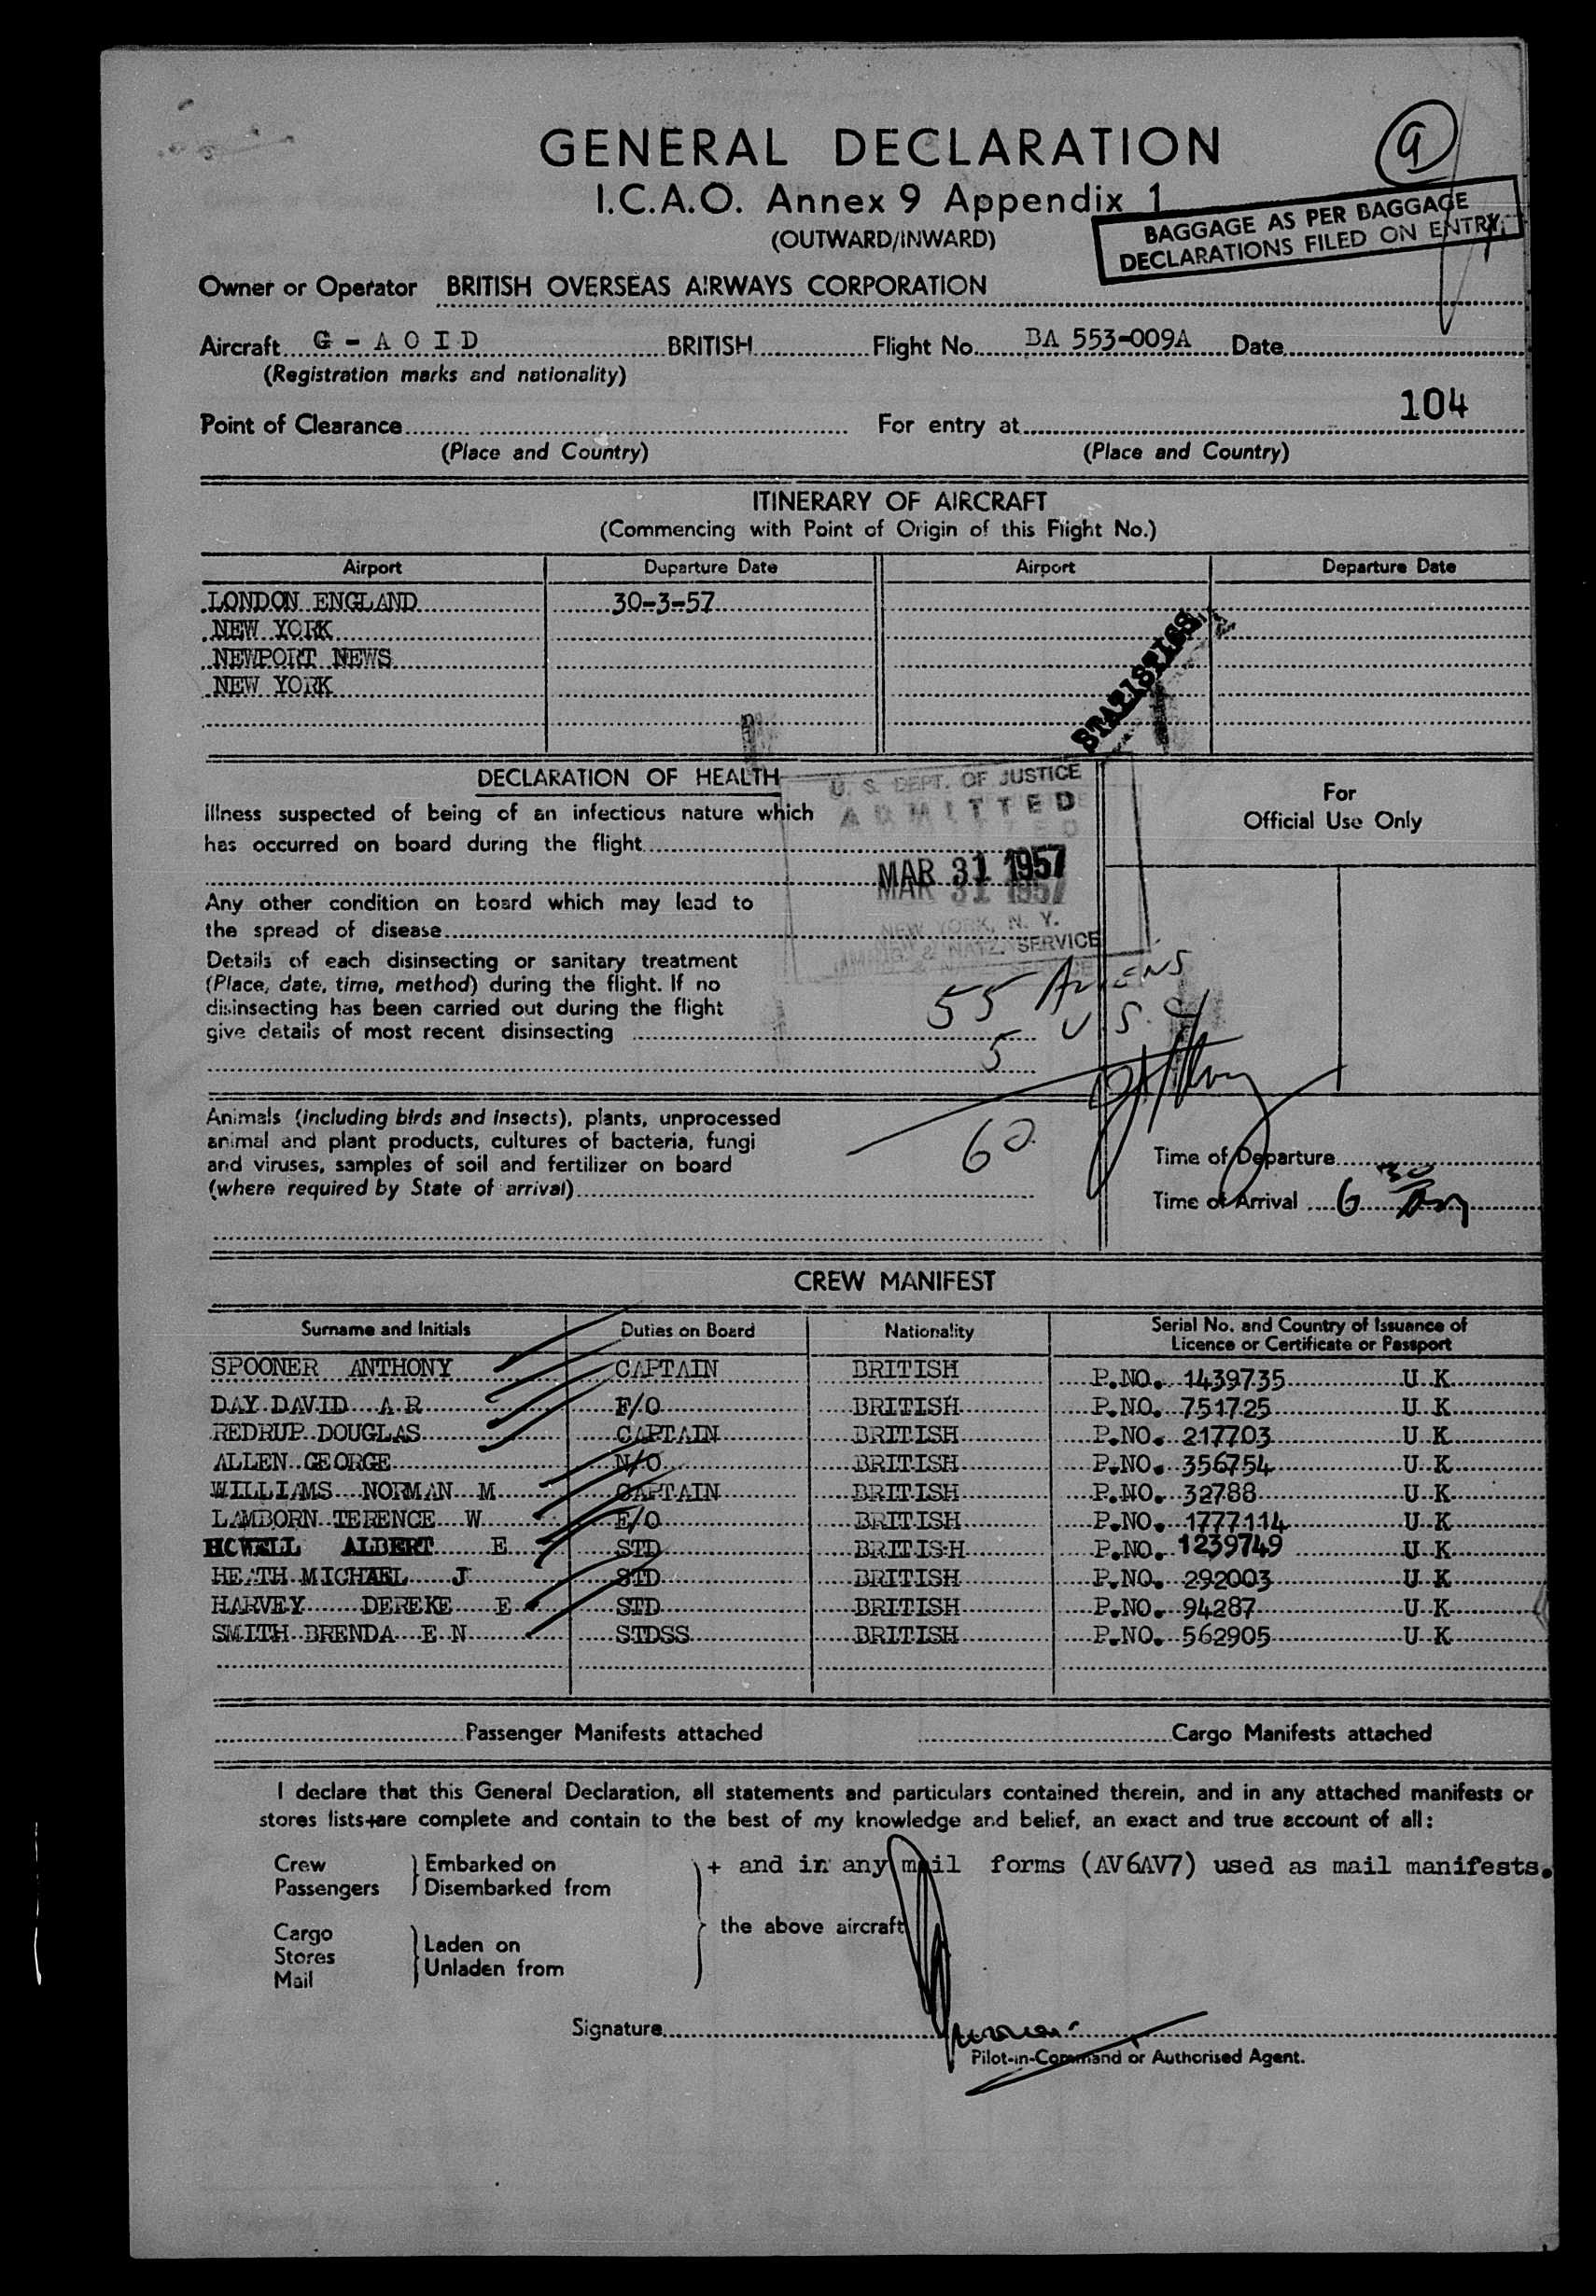 GENERAL DECLARATION
I.C.A.O. Annex 9 Appendix 1
(OUTWARD/INWARD)
BAGGAGE AS PER BAGGAGE
DECLARATIONS FILED ON ENTRY.
Owner or Operator BRITISH OVERSEAS AIRWAYS CORPORATION
Aircraft G - A O I D BRITISH Flight No. BA 553-009A Date
(Registration marks and nationality)
104
Point of Clearance For entry at
(Place and Country) (Place and Country)
ITINERARY OF AIRCRAFT
(Commencing with Point of Origin of this Flight No.)
Airport Departure Date Airport Departure Date
LONDON ENGLAND 30-3-57
NEW YORK
NEWPORT NEWS
NEW YORK
STATISTICS
DECLARATION OF HEALTH
U. S. DEPT. OF JUSTICE
ADMITTED
MAR 31 1957
NEW YORK, N. Y.
IMMIG. & NATZ. SERVICE
For
Official Use Only
Illness suspected of being of an infectious nature which
has occurred on board during the flight
Any other condition on board which may lead to
the spread of disease
Details of each disinsecting or sanitary treatment
(Place, date, time, method) during the flight. If no
disinsecting has been carried out during the flight
give details of most recent disinsecting
55 Aliens
5 U.S.C
60
Animals (including birds and insects), plants, unprocessed
animal and plant products, cultures of bacteria, fungi
and viruses, samples of soil and fertilizer on board
(where required by State of arrival)
Time of Departure
Time of Arrival 6 30
CREW MANIFEST
Surname and Initials Duties on Board Nationality Serial No. and Country of Issuance of
Licence or Certificate or Passport
SPOONER ANTHONY CAPTAIN BRITISH P.NO. 1439735 U K
DAY DAVID A R F/O BRITISH P.NO. 751725 U K
REDRUP DOUGLAS CAPTAIN BRITISH P.NO. 217703 U K
ALLEN GEORGE N/O BRITISH P.NO. 356754 U K
WILLIAMS NORMAN M CAPTAIN BRITISH P.NO. 32788 U K
LAMBORN TERENCE W E/O BRITISH P.NO. 1777114 U K
HOWELL ALBERT E STD BRITISH P.NO. 1239749 U K
HEATH MICHAEL J STD BRITISH P.NO. 292003 U K
HARVEY DEREKE E STD BRITISH P.NO. 94287 U K
SMITH BRENDA E N STDSS BRITISH P.NO. 562905 U K
Passenger Manifests attached Cargo Manifests attached
I declare that this General Declaration, all statements and particulars contained therein, and in any attached manifests or
stores lists+are complete and contain to the best of my knowledge and belief, an exact and true account of all:
Crew Embarked on + and in any mail forms (AV6AV7) used as mail manifests.
Passengers Disembarked from
the above aircraft
Cargo
Stores Laden on
Mail Unladen from
Signature
Pilot-in-Command or Authorised Agent.